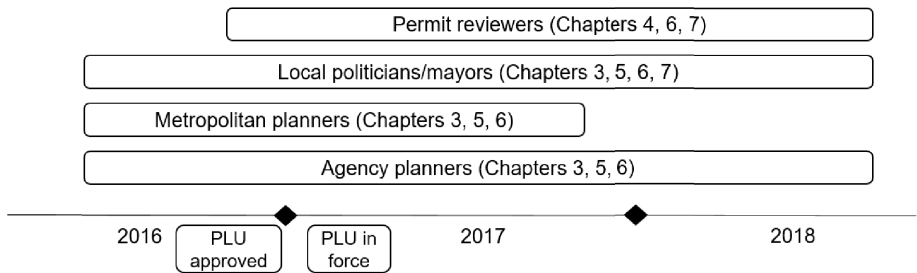 Permit reviewers (Chapters 4, 6, 7)
Local politicians/mayors (Chapters 3, 5, 6, 7)
Metropolitan planners (Chapters 3, 5, 6)
Agency planners (Chapters 3, 5, 6)
2016
PLU
approved
PLU in
force
2017
2018